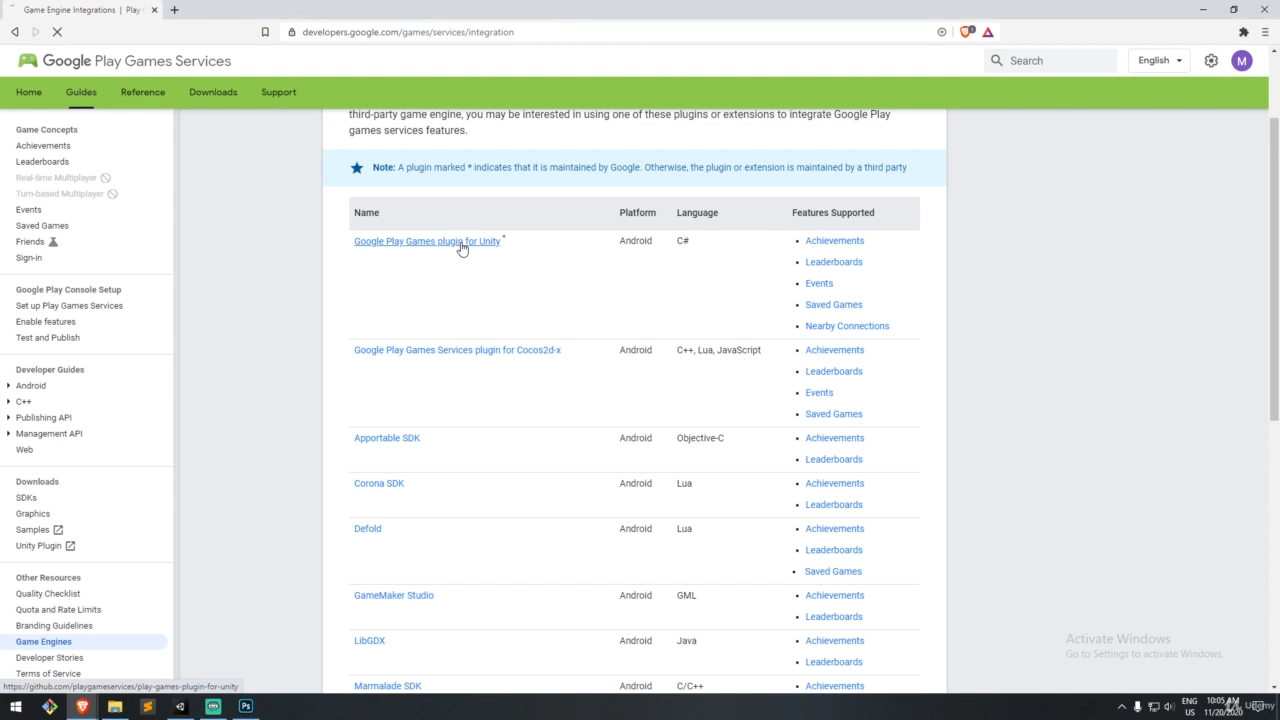 Game Engine Integrations | Play
developers.google.com/games/services/integration
Google Play Games Services
Search
English
M
Home
Guides
Reference
Downloads
Support
Game Concepts
Achievements
Leaderboards
Real-time Multiplayer
Turn-based Multiplayer
Events
Saved Games
Friends
Sign-in
Google Play Console Setup
Set up Play Games Services
Enable features
Test and Publish
Developer Guides
Android
C++
Publishing API
Management API
Web
Downloads
SDKs
Graphics
Samples
Unity Plugin
Other Resources
Quality Checklist
Quota and Rate Limits
Branding Guidelines
Game Engines
Developer Stories
Terms of Service
https://github.com/playgameservices/play-games-plugin-for-unity
third-party game engine, you may be interested in using one of these plugins or extensions to integrate Google Play
games services features.
Note: A plugin marked * indicates that it is maintained by Google. Otherwise, the plugin or extension is maintained by a third party
Name Platform Language Features Supported
Google Play Games plugin for Unity * Android C# • Achievements
• Leaderboards
• Events
• Saved Games
• Nearby Connections
Google Play Games Services plugin for Cocos2d-x Android C++, Lua, JavaScript • Achievements
• Leaderboards
• Events
• Saved Games
Apportable SDK Android Objective-C • Achievements
• Leaderboards
Corona SDK Android Lua • Achievements
• Leaderboards
Defold Android Lua • Achievements
• Leaderboards
• Saved Games
GameMaker Studio Android GML • Achievements
• Leaderboards
LibGDX Android Java • Achievements
• Leaderboards
Marmalade SDK Android C/C++ • Achievements
Activate Windows
Go to Settings to activate Windows.
Ps
ENG
US
10:05 AM
11/20/2020
Udemy